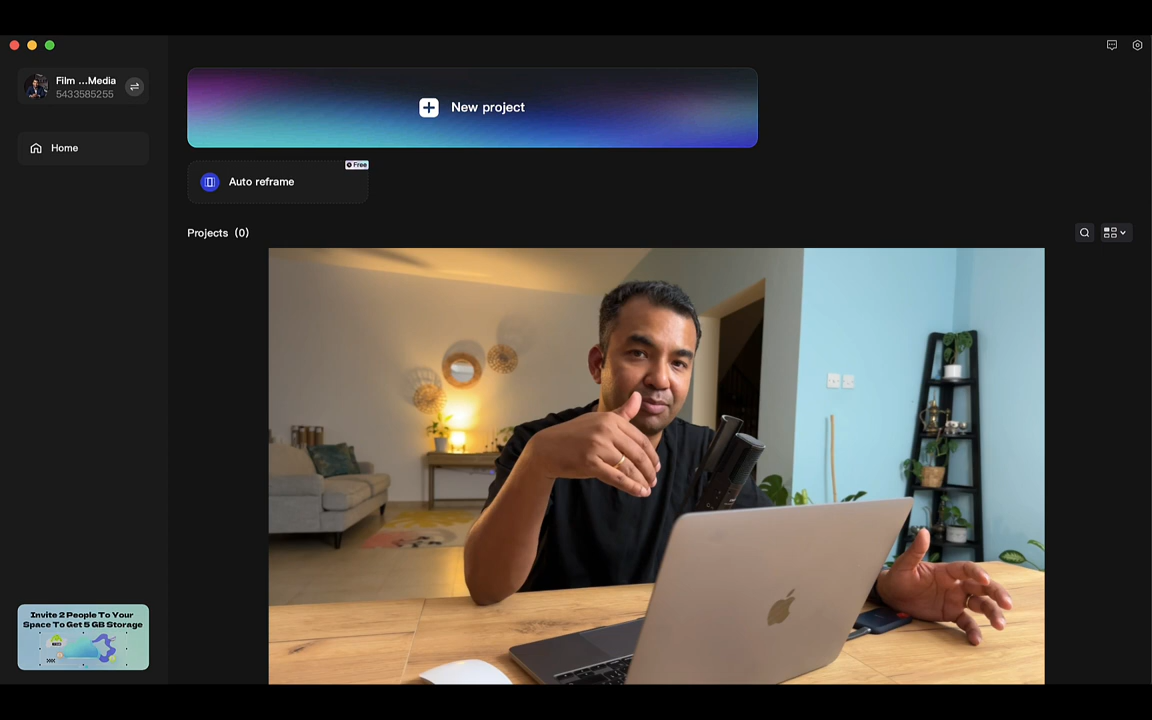 Film ...Media
5433585255
Home
New project
Free
Auto reframe
Projects (0)
Invite 2 People To Your
Space To Get 5 GB Storage